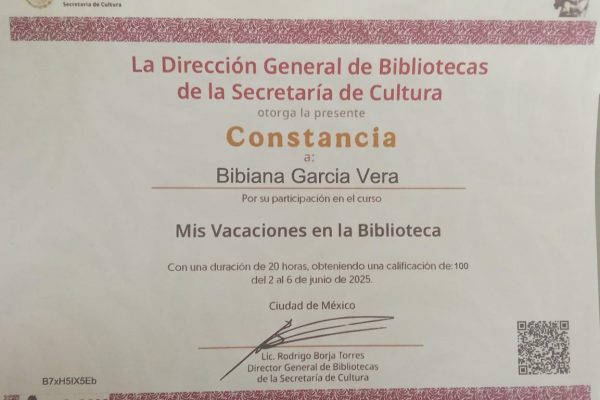 Secretaría de Cultura
La Dirección General de Bibliotecas
de la Secretaría de Cultura
otorga la presente
Constancia
a:
Bibiana Garcia Vera
Por su participación en el curso
Mis Vacaciones en la Biblioteca
Con una duración de 20 horas, obteniendo una calificación de: 100
del 2 al 6 de junio de 2025.
Ciudad de México
Lic. Rodrigo Borja Torres
Director General de Bibliotecas
de la Secretaría de Cultura
B7xH5IX5Eb